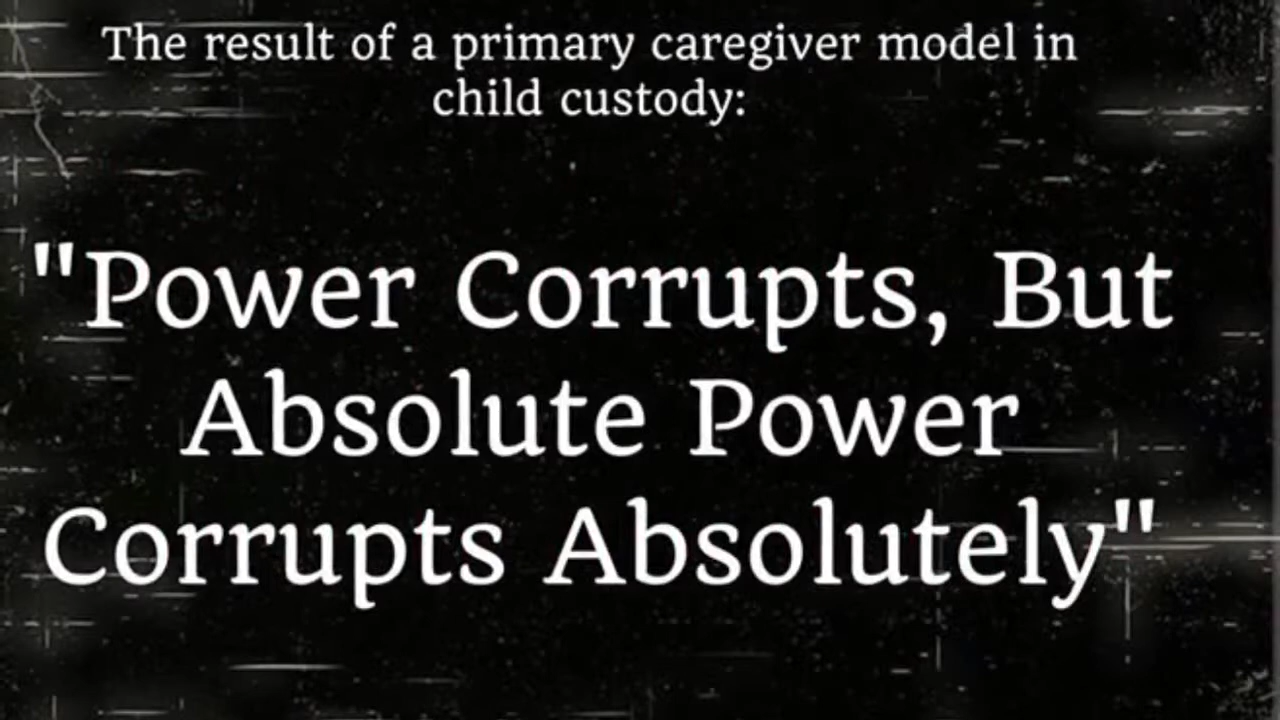 The result of a primary caregiver model in
child custody:
"Power Corrupts, But
Absolute Power
Corrupts Absolutely"